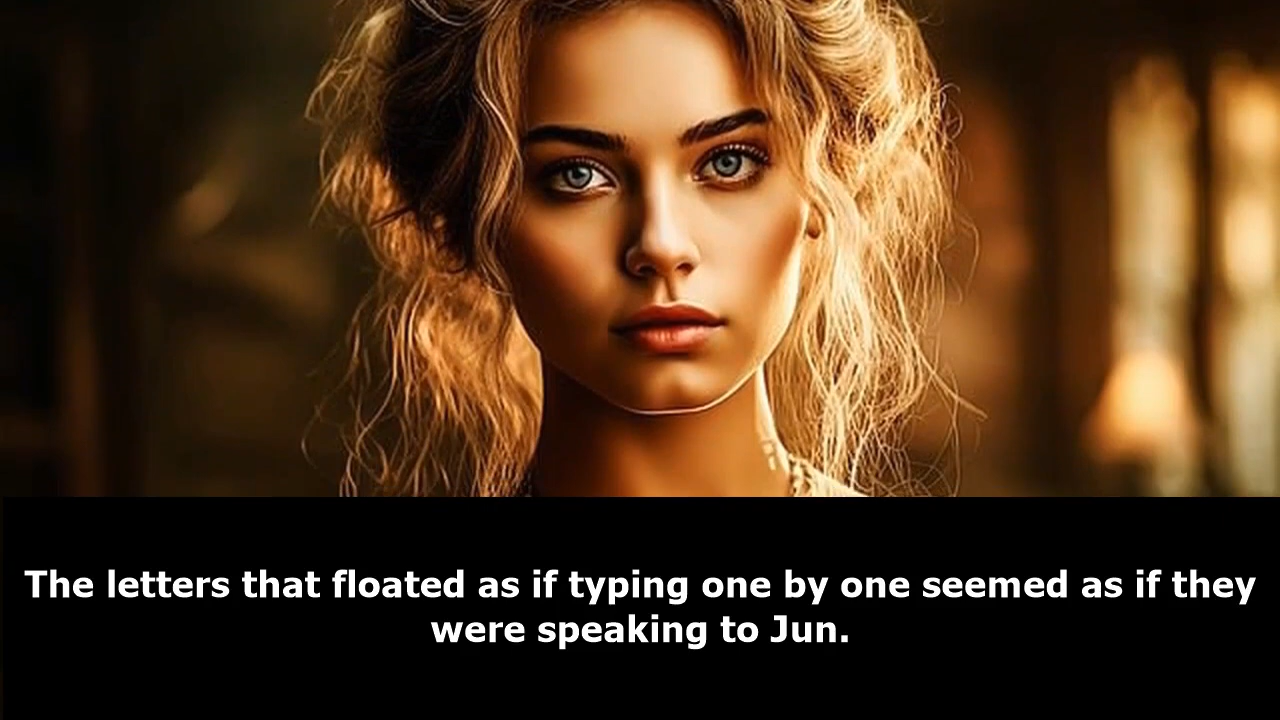 The letters that floated as if typing one by one seemed as if they
were speaking to Jun.